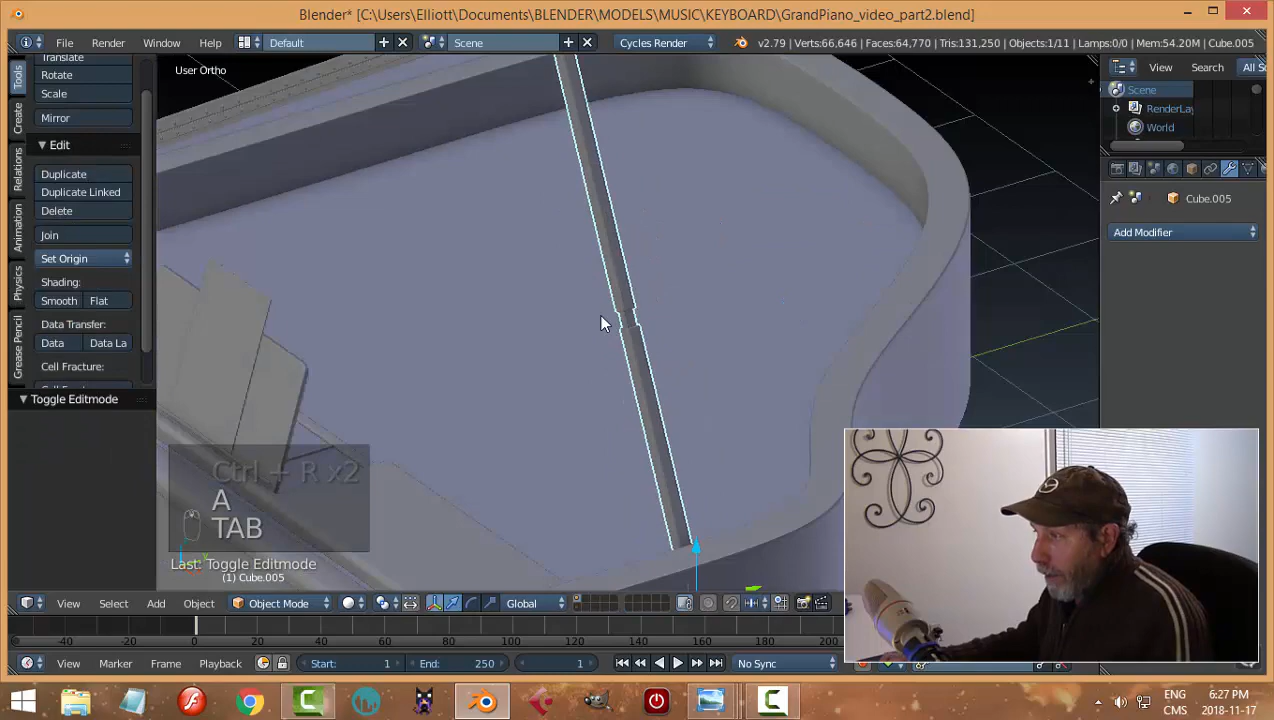 Blender* [C:\Users\Elliott\Documents\BLENDER\MODELS\MUSIC\KEYBOARD\GrandPiano_video_part2.blend]
File Render Window Help Default Scene Cycles Render v2.79 | Verts:66,646 | Faces:64,770 | Tris:131,250 | Objects:1/11 | Lamps:0/0 | Mem:54.20M | Cube.005
Translate
Rotate
Scale
Mirror
Edit
Duplicate
Duplicate Linked
Delete
Join
Set Origin
Shading:
Smooth Flat
Data Transfer:
Data Data La
Cell Fracture:
Toggle Editmode
Tools
Create
Relations
Animation
Physics
Grease Pencil
User Ortho
Ctrl + R x2
A
TAB
Last: Toggle Editmode
(1) Cube.005
View Search All S
Scene
RenderLay
World
Cube.005
Add Modifier
View Select Add Object Object Mode Global
-40 -20 0 20 40 60 80 100 120 140 160 180 200
View Marker Frame Playback Start: 1 End: 250 1 No Sync
ENG 6:27 PM
CMS 2018-11-17